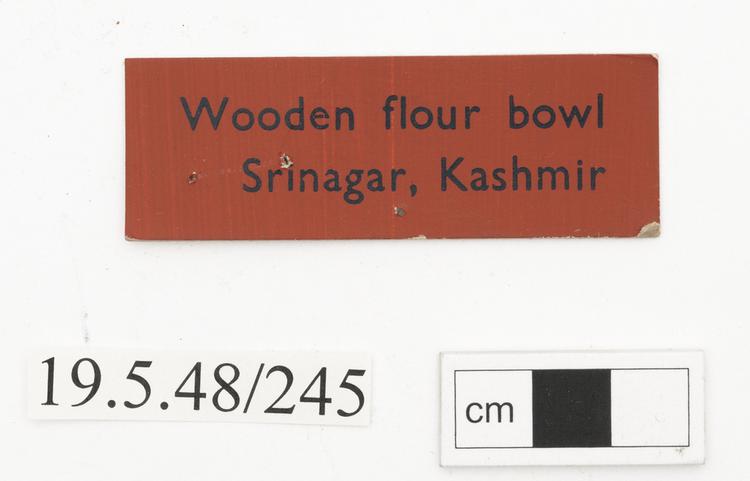 Wooden flour bowl
Srinagar, Kashmir
19.5.48/245
cm